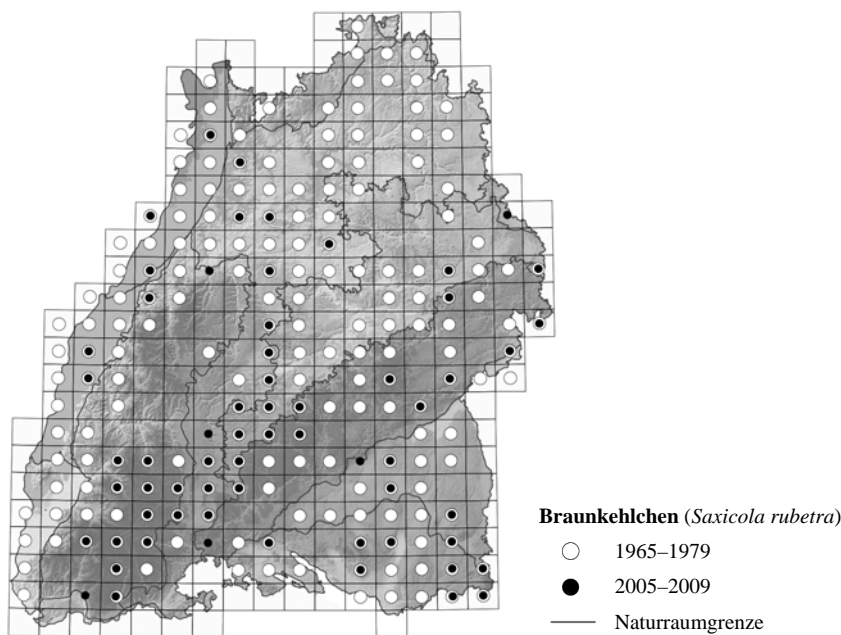 Braunkehlchen (Saxicola rubetra)
1965–1979
2005–2009
Naturraumgrenze